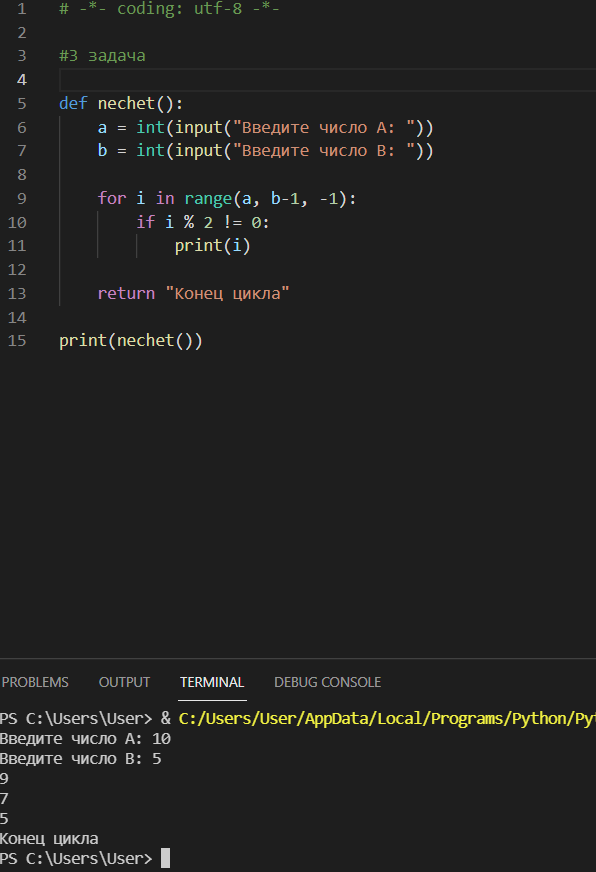 1 # -*- coding: utf-8 -*-
2
3 #3 задача
4
5 def nechet():
6 a = int(input("Введите число A: "))
7 b = int(input("Введите число B: "))
8
9 for i in range(a, b-1, -1):
10 if i % 2 != 0:
11 print(i)
12
13 return "Конец цикла"
14
15 print(nechet())
PROBLEMS OUTPUT TERMINAL DEBUG CONSOLE
PS C:\Users\User> & C:/Users/User/AppData/Local/Programs/Python/Pyt
Введите число A: 10
Введите число B: 5
9
7
5
Конец цикла
PS C:\Users\User>